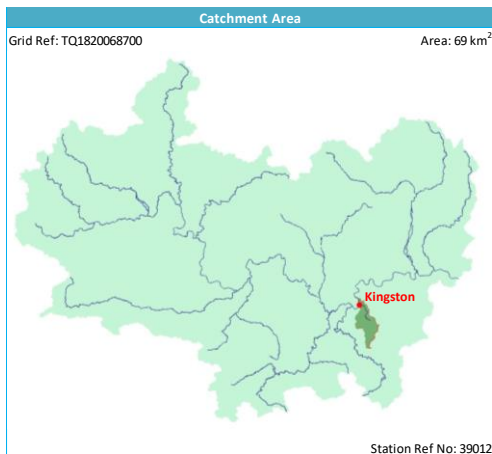 Catchment Area
Grid Ref: TQ1820068700 Area: 69 km²
Kingston
Station Ref No: 39012